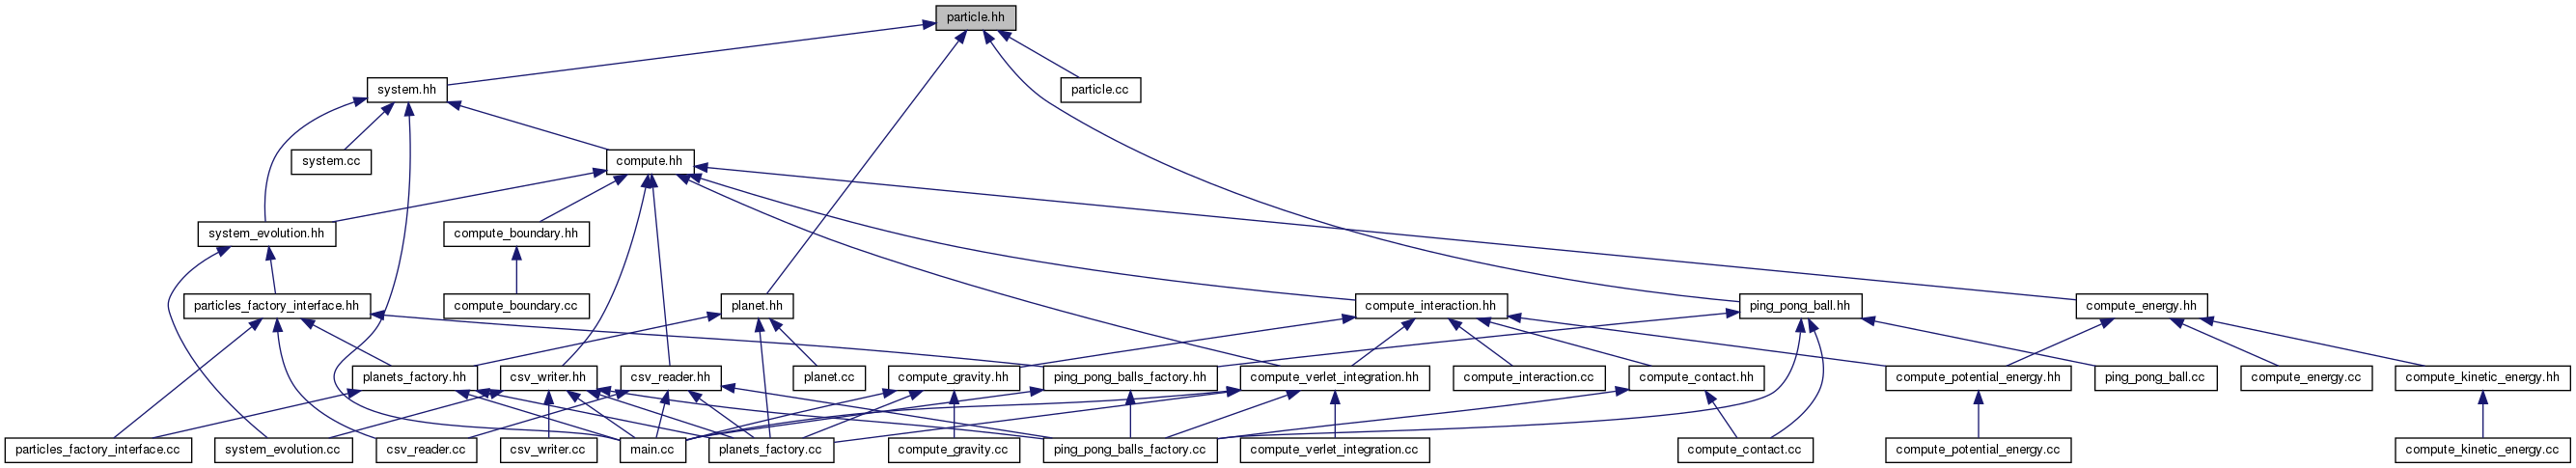 particle.hh
system.hh
particle.cc
system.cc
compute.hh
system_evolution.hh
compute_boundary.hh
particles_factory_interface.hh
compute_boundary.cc
planet.hh
compute_interaction.hh
ping_pong_ball.hh
compute_energy.hh
planets_factory.hh
csv_writer.hh
csv_reader.hh
planet.cc
compute_gravity.hh
ping_pong_balls_factory.hh
compute_verlet_integration.hh
compute_interaction.cc
compute_contact.hh
compute_potential_energy.hh
ping_pong_ball.cc
compute_energy.cc
compute_kinetic_energy.hh
particles_factory_interface.cc
system_evolution.cc
csv_reader.cc
csv_writer.cc
main.cc
planets_factory.cc
compute_gravity.cc
ping_pong_balls_factory.cc
compute_verlet_integration.cc
compute_contact.cc
compute_potential_energy.cc
compute_kinetic_energy.cc